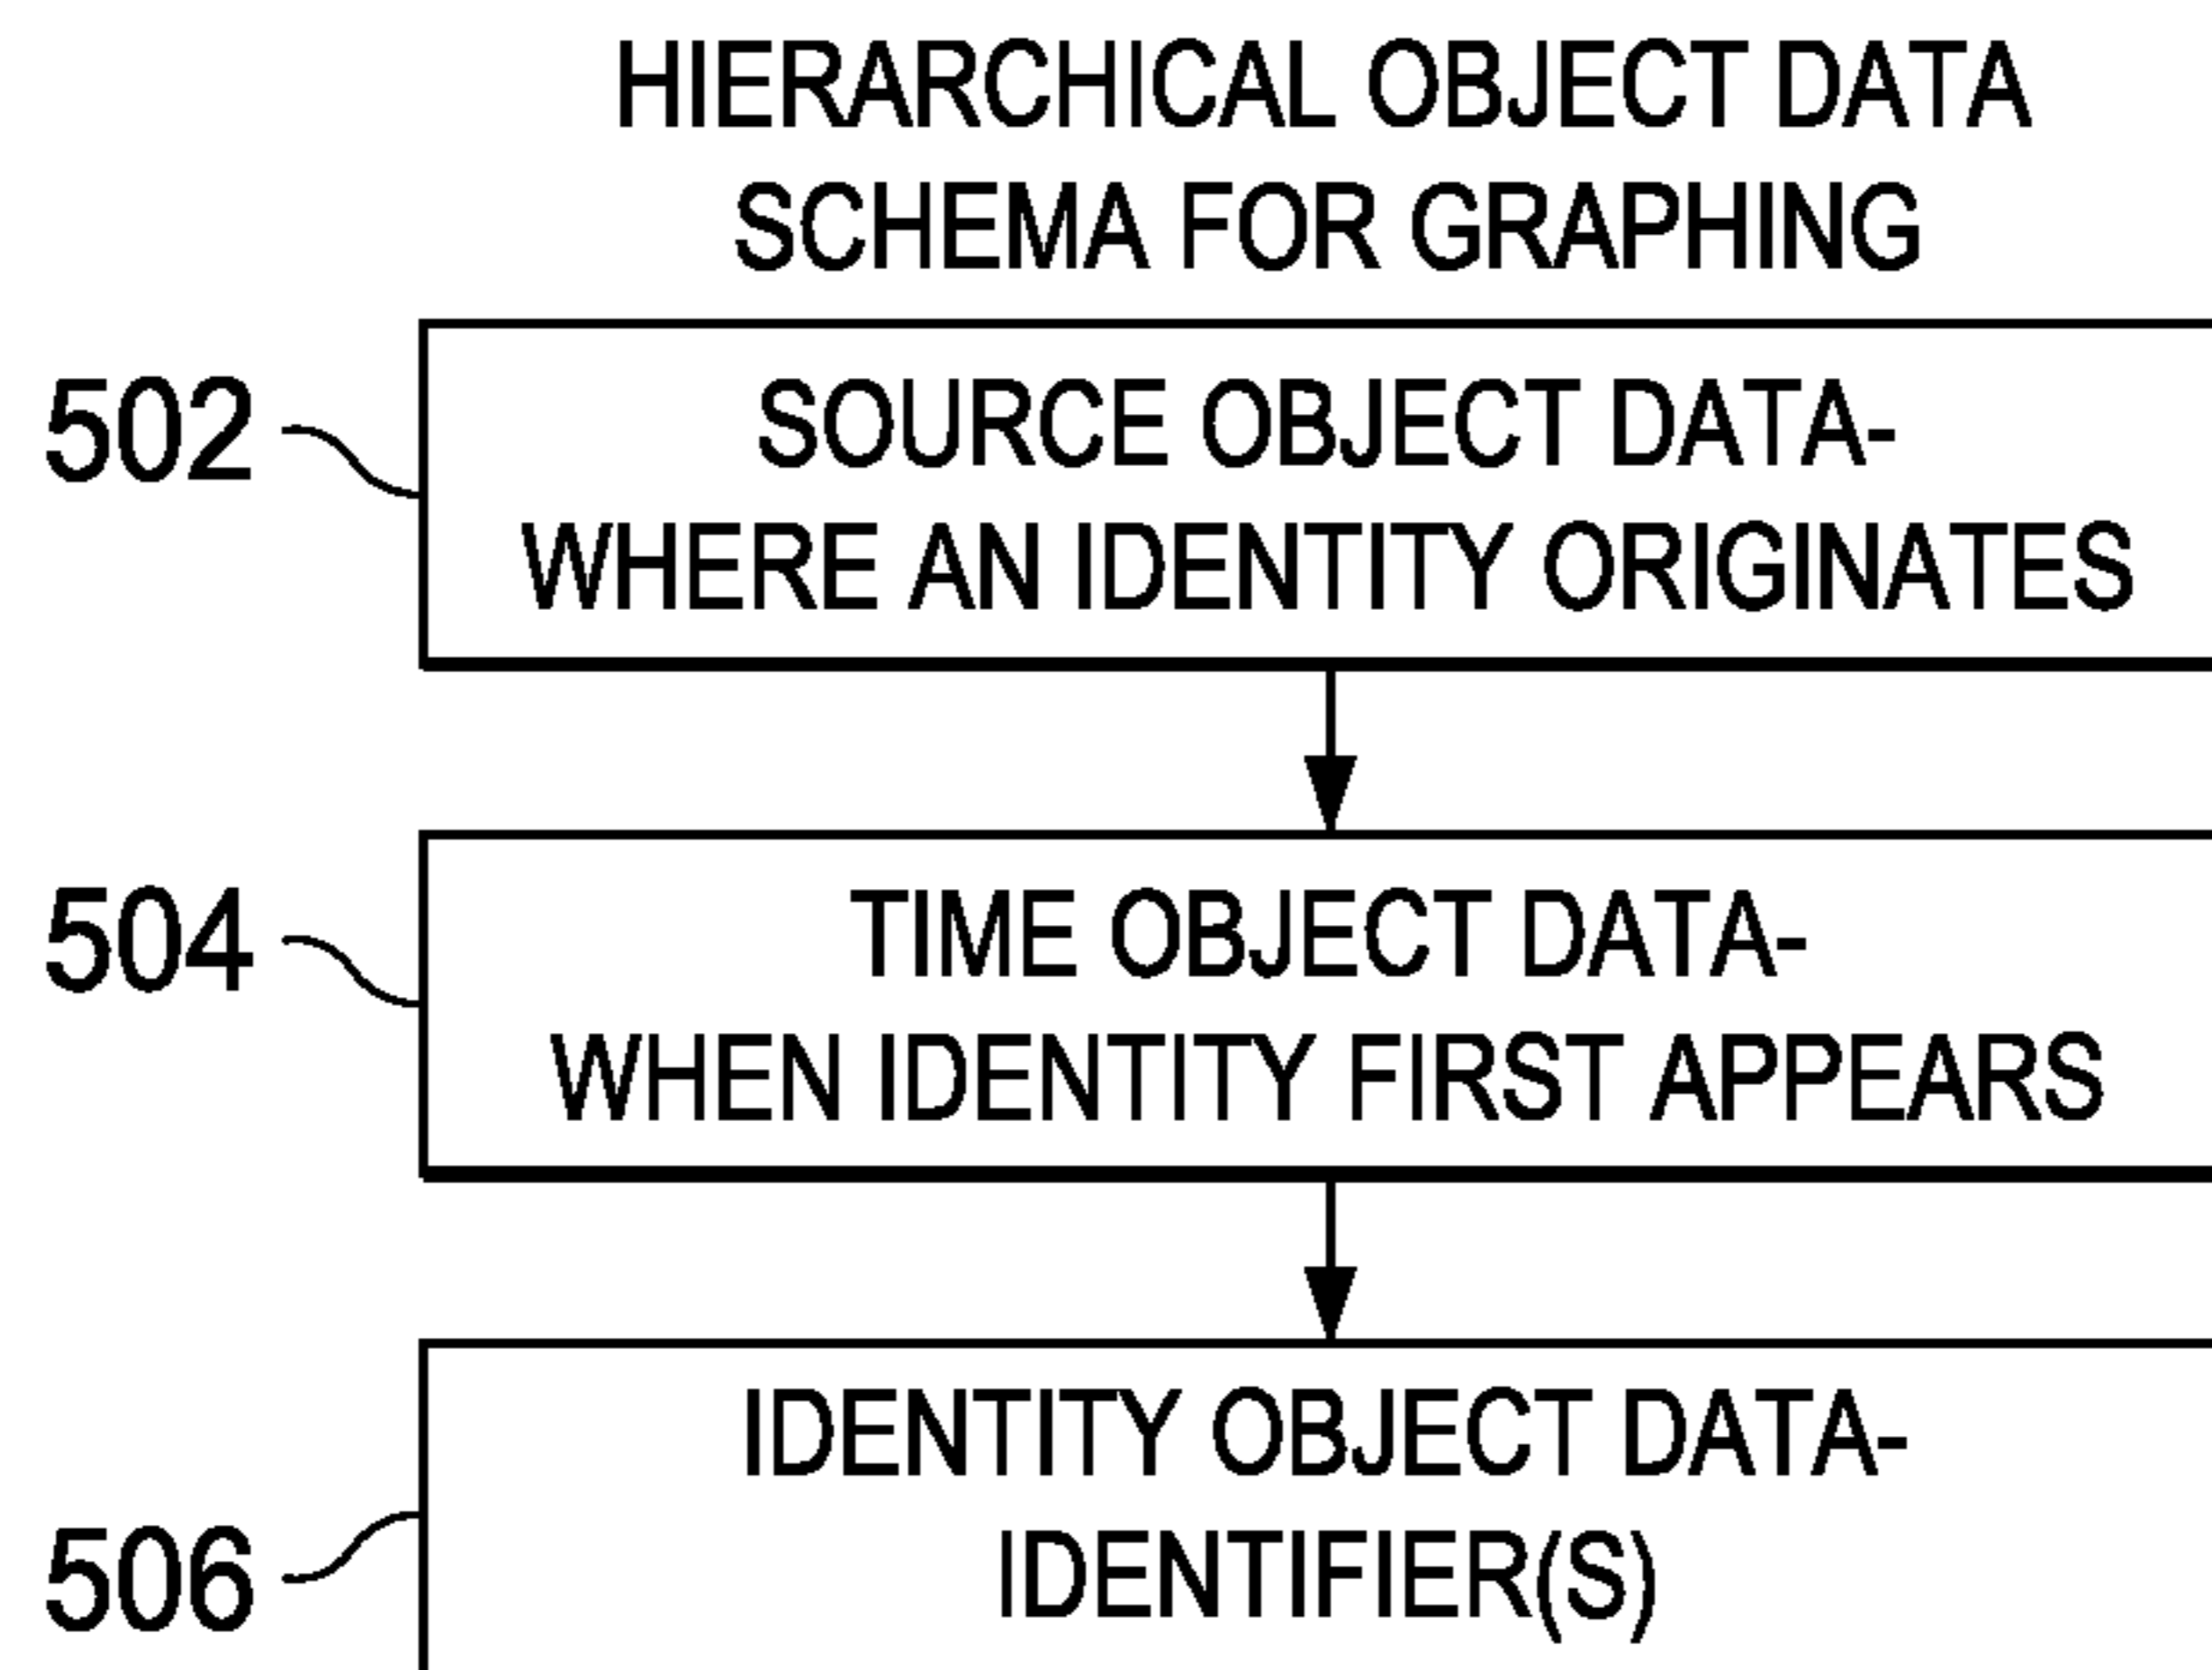 HIERARCHICAL OBJECT DATA
SCHEMA FOR GRAPHING
502
SOURCE OBJECT DATA-
WHERE AN IDENTITY ORIGINATES
504
TIME OBJECT DATA-
WHEN IDENTITY FIRST APPEARS
506
IDENTITY OBJECT DATA-
IDENTIFIER(S)